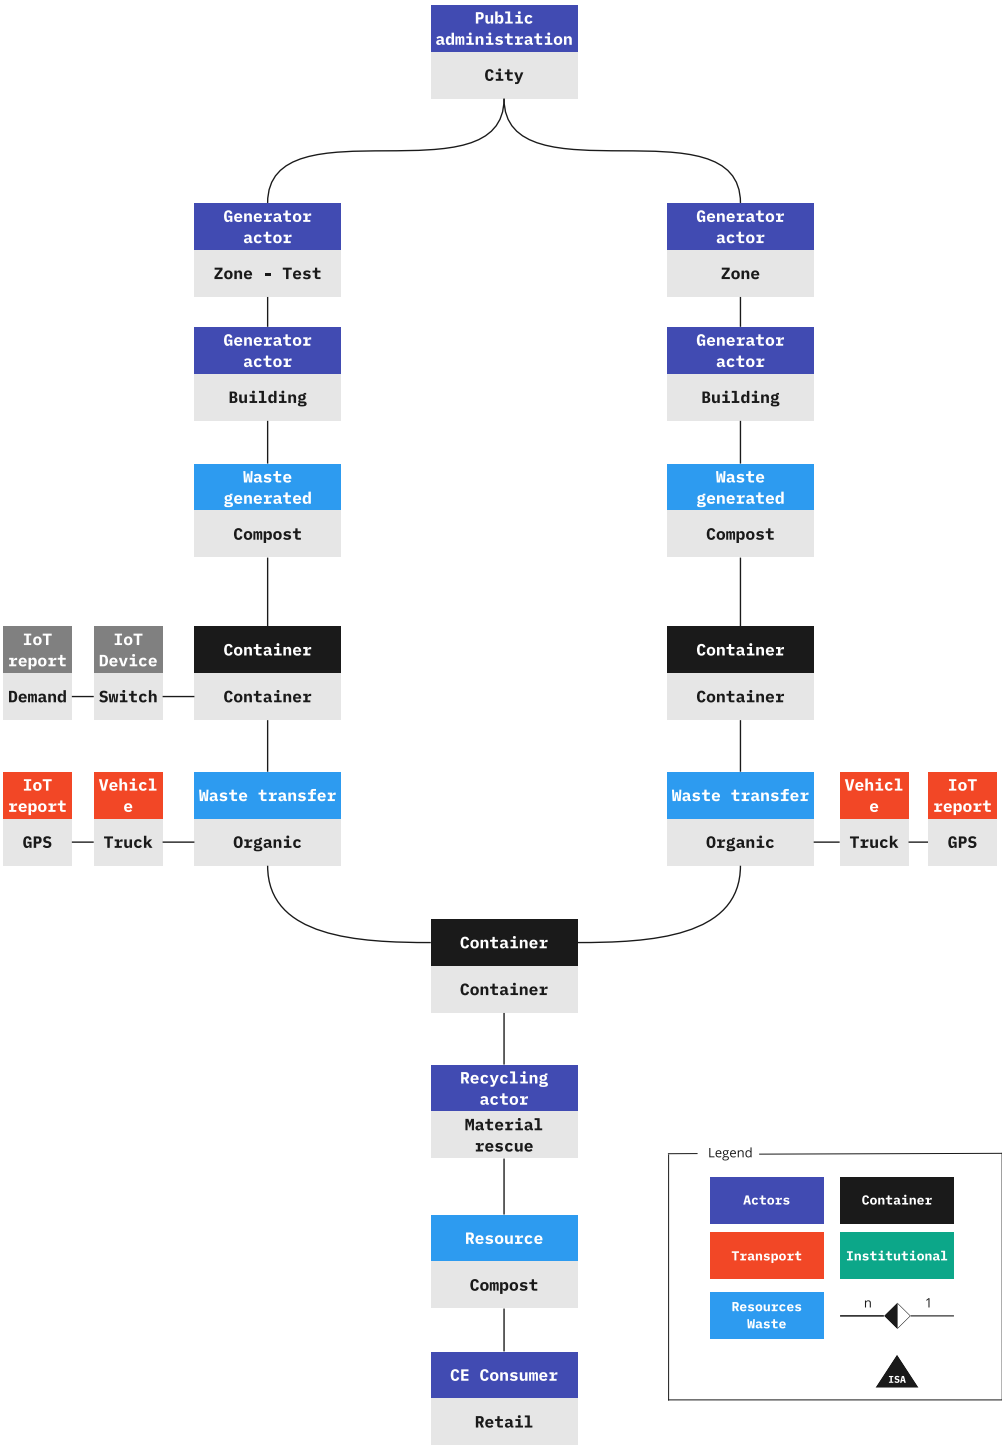 Public
administration
City
Generator
actor
Zone - Test
Generator
actor
Zone
Generator
actor
Building
Generator
actor
Building
Waste
generated
Compost
Waste
generated
Compost
IoT
report
Demand
IoT
Device
Switch
Container
Container
Container
Container
IoT
report
GPS
Vehicl
e
Truck
Waste transfer
Organic
Waste transfer
Organic
Vehicl
e
Truck
IoT
report
GPS
Container
Container
Recycling
actor
Material
rescue
Resource
Compost
CE Consumer
Retail
Legend
Actors
Container
Transport
Institutional
Resources
Waste
n
1
ISA